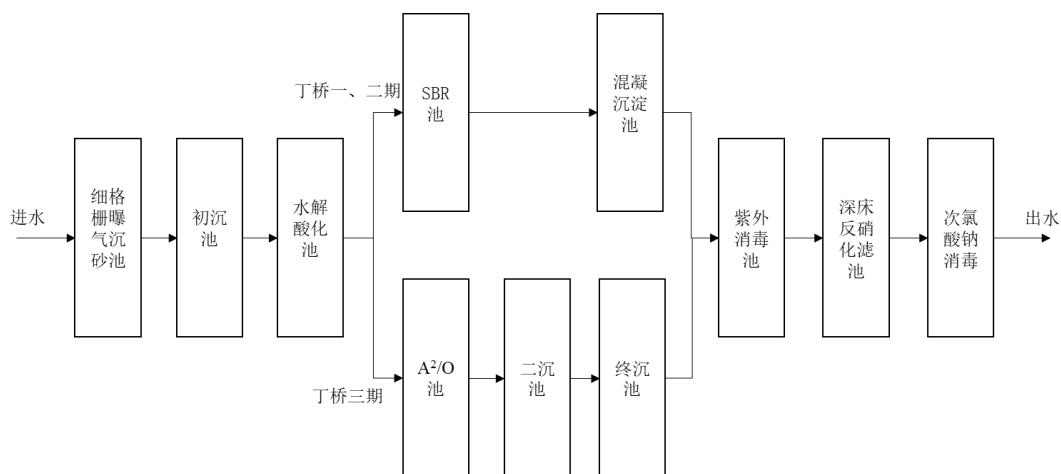 进水
细格
栅曝
气沉
砂池
初沉
池
水解
酸化
池
丁桥一、二期
SBR
池
混凝
沉淀
池
丁桥三期
A²/O
池
二沉
池
终沉
池
紫外
消毒
池
深床
反硝
化滤
池
次氯
酸钠
消毒
出水